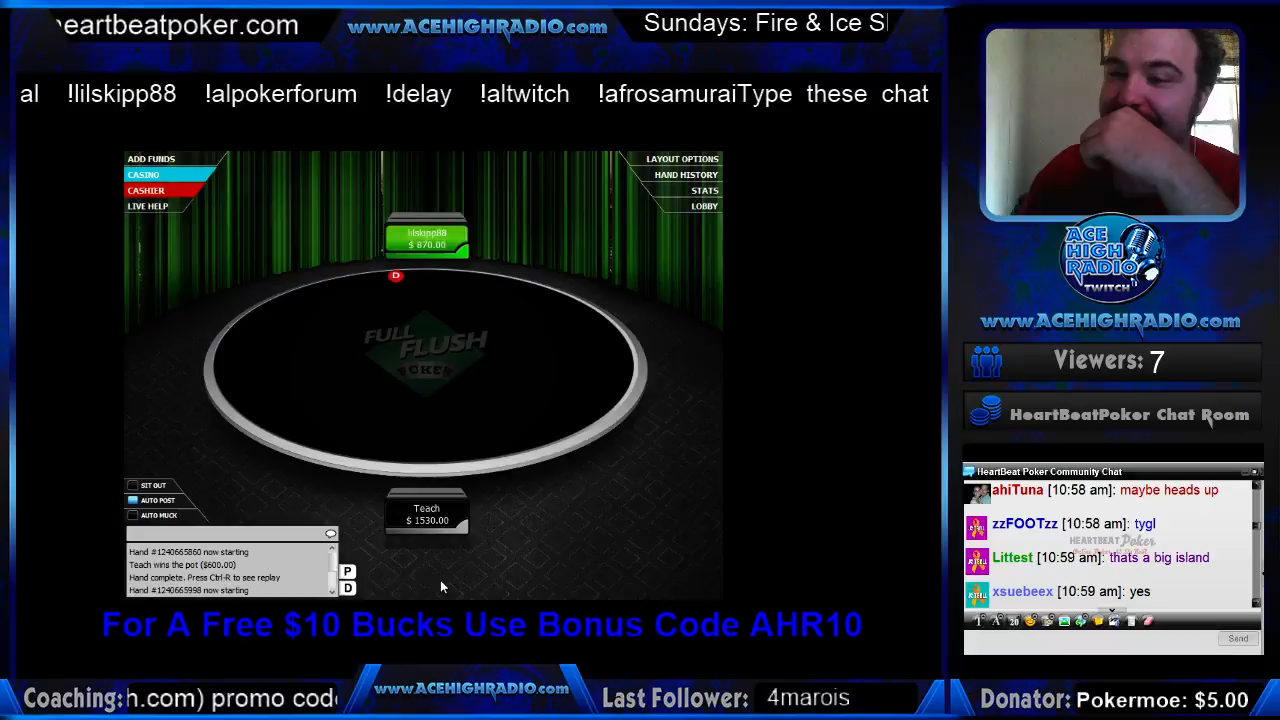 eartbeatpoker.com
www.ACEHIGHRADIO.com
Sundays: Fire & Ice S
al !lilskipp88 !alpokerforum !delay !altwitch !afrosamuraiType these chat
ADD FUNDS
CASINO
CASHIER
LIVE HELP
LAYOUT OPTIONS
HAND HISTORY
STATS
LOBBY
lilskipp88
$ 870.00
D
FULL
FLUSH
POKER
Teach
$ 1530.00
SIT OUT
AUTO POST
AUTO MUCK
Hand #1240665860 now starting
Teach wins the pot ($600.00)
Hand complete. Press Ctrl-R to see replay
Hand #1240665998 now starting
P
D
For A Free $10 Bucks Use Bonus Code AHR10
ACE
HIGH
RADIO
TWITCH
www.ACEHIGHRADIO.com
Viewers: 7
HeartBeatPoker Chat Room
HeartBeat Poker Community Chat
ahiTuna [10:58 am]: maybe heads up
zzFOOTzz [10:58 am]: tygl
HEARTBEAT Poker
Littest [10:59 am]: thats a big island
xsuebeex [10:59 am]: yes
Send
Coaching: h.com) promo cod
www.ACEHIGHRADIO.com
Last Follower: 4marois
Donator: Pokermoe: $5.00